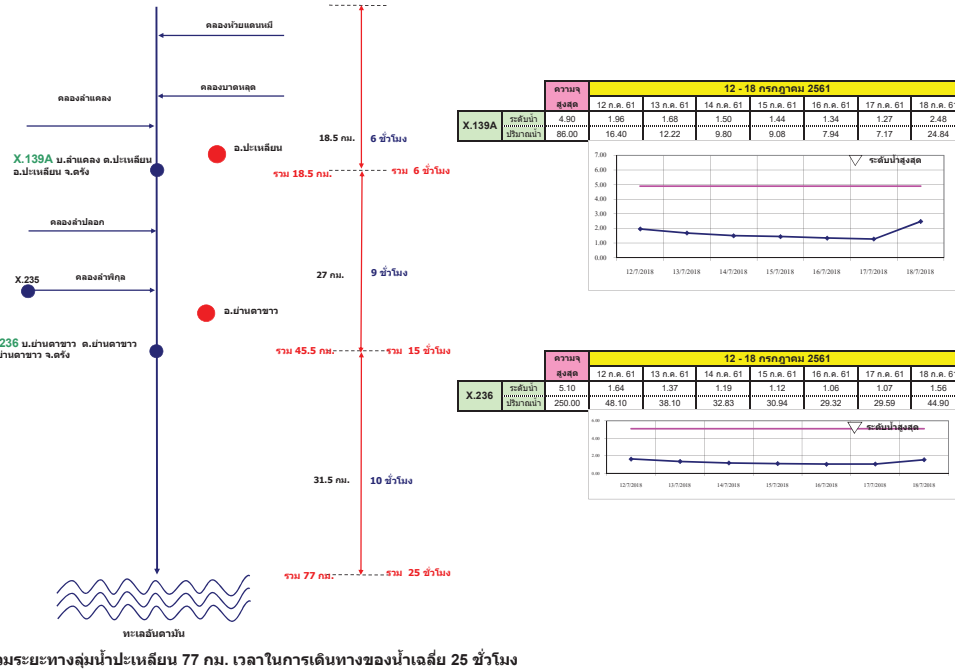 คลองห้วยแดนหมี
คลองบาดหลุด
คลองลำแคลง
18.5 กม. 6 ชั่วโมง
อ.ปะเหลียน
X.139A บ.ลำแคลง ต.ปะเหลียน
อ.ปะเหลียน จ.ตรัง
รวม 18.5 กม. รวม 6 ชั่วโมง
คลองลำปลอก
X.235 คลองลำพิกุล
27 กม. 9 ชั่วโมง
อ.ย่านตาขาว
236 บ.ย่านตาขาว ต.ย่านตาขาว
ย่านตาขาว จ.ตรัง
รวม 45.5 กม. รวม 15 ชั่วโมง
31.5 กม. 10 ชั่วโมง
รวม 77 กม. รวม 25 ชั่วโมง
ทะเลอันดามัน
วมระยะทางลุ่มน้ำปะเหลียน 77 กม. เวลาในการเดินทางของน้ำเฉลี่ย 25 ชั่วโมง
ความจุ 12 - 18 กรกฎาคม 2561
สูงสุด 12 ก.ค. 61 13 ก.ค. 61 14 ก.ค. 61 15 ก.ค. 61 16 ก.ค. 61 17 ก.ค. 61 18 ก.ค. 61
X.139A ระดับน้ำ 4.90 1.96 1.68 1.50 1.44 1.34 1.27 2.48
ปริมาณน้ำ 86.00 16.40 12.22 9.80 9.08 7.94 7.17 24.84
ระดับน้ำสูงสุด
7.00
6.00
5.00
4.00
3.00
2.00
1.00
0.00
12/7/2018 13/7/2018 14/7/2018 15/7/2018 16/7/2018 17/7/2018 18/7/2018
ความจุ 12 - 18 กรกฎาคม 2561
สูงสุด 12 ก.ค. 61 13 ก.ค. 61 14 ก.ค. 61 15 ก.ค. 61 16 ก.ค. 61 17 ก.ค. 61 18 ก.ค. 61
X.236 ระดับน้ำ 5.10 1.64 1.37 1.19 1.12 1.06 1.07 1.56
ปริมาณน้ำ 250.00 48.10 38.10 32.83 30.94 29.32 29.59 44.90
ระดับน้ำสูงสุด
6.00
4.00
2.00
0.00
12/7/2018 13/7/2018 14/7/2018 15/7/2018 16/7/2018 17/7/2018 18/7/2018